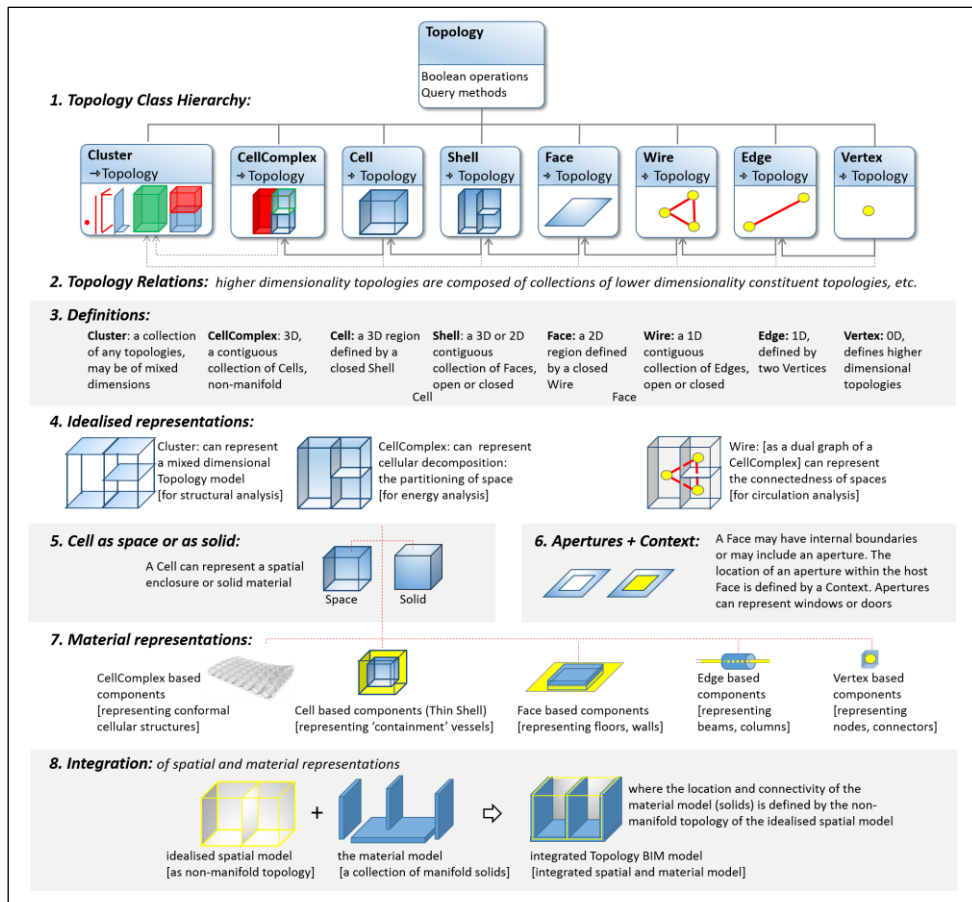 Topology
Boolean operations
Query methods
1. Topology Class Hierarchy:
Cluster
→Topology
CellComplex
→ Topology
Cell
→ Topology
Shell
→ Topology
Face
→ Topology
Wire
→ Topology
Edge
→ Topology
Vertex
→ Topology
2. Topology Relations: higher dimensionality topologies are composed of collections of lower dimensionality constituent topologies, etc.
3. Definitions:
Cluster: a collection
of any topologies,
may be of mixed
dimensions
CellComplex: 3D,
a contiguous
collection of Cells,
non-manifold
Cell: a 3D region
defined by a
closed Shell
Shell: a 3D or 2D
contiguous
collection of Faces,
open or closed
Cell
Face: a 2D
region defined
by a closed
Wire
Face
Wire: a 1D
contiguous
collection of Edges,
open or closed
Edge: 1D,
defined by
two Vertices
Vertex: 0D,
defines higher
dimensional
topologies
4. Idealised representations:
Cluster: can represent
a mixed dimensional
Topology model
[for structural analysis]
CellComplex: can represent
cellular decomposition:
the partitioning of space
[for energy analysis]
Wire: [as a dual graph of a
CellComplex] can represent
the connectedness of spaces
[for circulation analysis]
5. Cell as space or as solid:
A Cell can represent a spatial
enclosure or solid material
Space
Solid
6. Apertures + Context:
A Face may have internal boundaries
or may include an aperture. The
location of an aperture within the host
Face is defined by a Context. Apertures
can represent windows or doors
7. Material representations:
CellComplex based
components
[representing conformal
cellular structures]
Cell based components (Thin Shell)
[representing ‘containment’ vessels]
Face based components
[representing floors, walls]
Edge based
components
[representing
beams, columns]
Vertex based
components
[representing
nodes, connectors]
8. Integration: of spatial and material representations
idealised spatial model
[as non-manifold topology]
+
the material model
[a collection of manifold solids]
integrated Topology BIM model
[integrated spatial and material model]
where the location and connectivity of the
material model (solids) is defined by the non-
manifold topology of the idealised spatial model